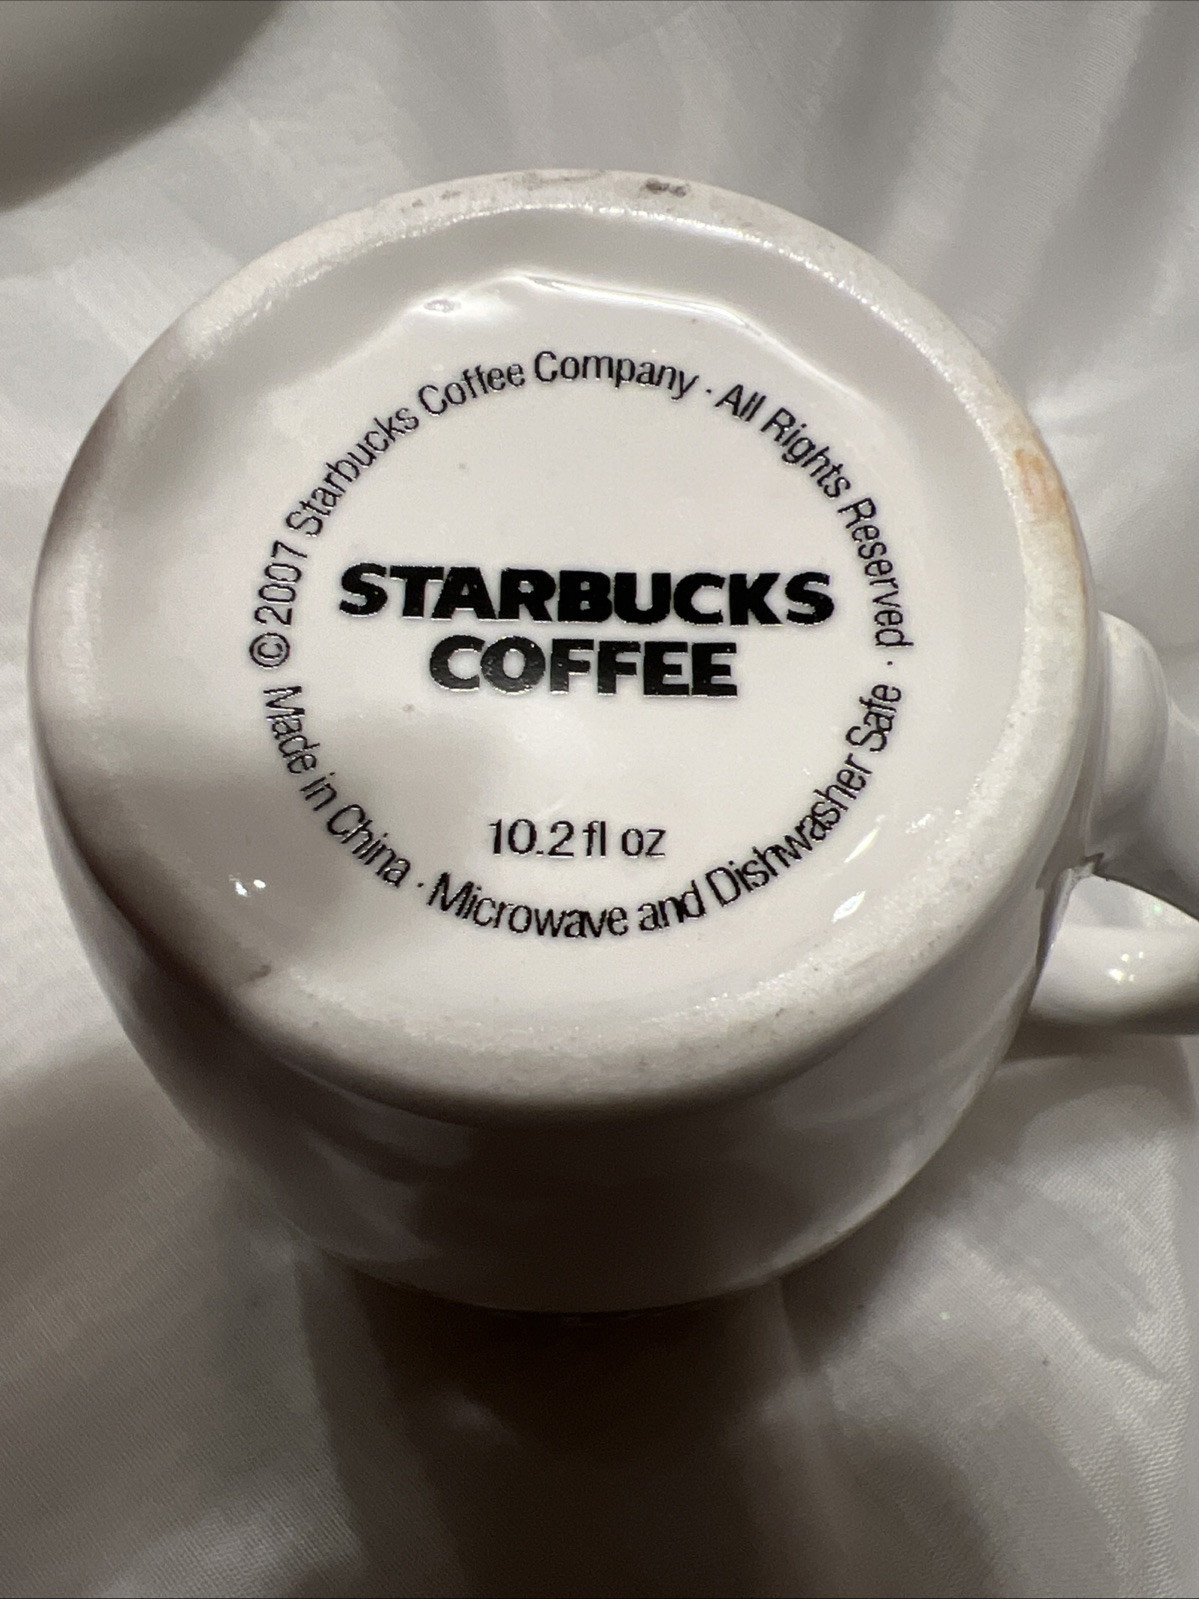 ©2007 Starbucks Coffee Company · All Rights Reserved ·
STARBUCKS
COFFEE
10.2 fl oz
Made in China · Microwave and Dishwasher Safe